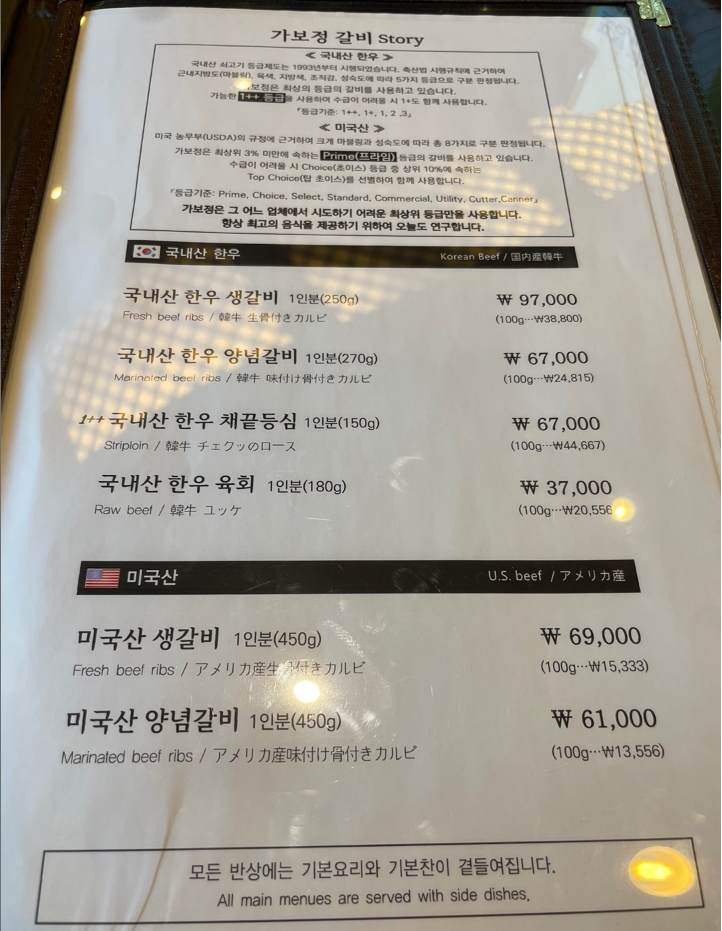 가보정 갈비 Story
< 국내산 한우 >
국내산 쇠고기 등급제도는 1993년부터 시행되었습니다. 축산법 시행규칙에 근거하여
근내지방도(마블링), 육색, 지방색, 조직감, 성숙도에 따라 5가지 등급으로 구분 판정됩니다.
보정은 최상의 등급의 갈비를 사용하고 있습니다.
가능한 1++ 등급을 사용하며 수급이 어려울 시 1+도 함께 사용합니다.
「등급기준: 1++, 1+, 1, 2 ,3」
< 미국산 >
미국 농무부(USDA)의 규정에 근거하여 크게 마블링과 성숙도에 따라 총 8가지로 구분 판정됩니다.
가보정은 최상위 3% 미만에 속하는 Prime(프라임) 등급의 갈비를 사용하고 있습니다.
수급이 어려울 시 Choice(초이스) 등급 중 상위 10%에 속하는
Top Choice(탑 초이스)를 선별하여 함께 사용합니다.
「등급기준: Prime, Choice, Select, Standard, Commercial, Utility, Cutter,Canner」
가보정은 그 어느 업체에서 시도하기 어려운 최상위 등급만을 사용합니다.
항상 최고의 음식을 제공하기 위하여 오늘도 연구합니다.
국내산 한우 Korean Beef / 国内産韓牛
국내산 한우 생갈비 1인분(250g) ₩ 97,000
Fresh beef ribs / 韓牛 生骨付きカルビ (100g…₩38,800)
국내산 한우 양념갈비 1인분(270g) ₩ 67,000
Marinated beef ribs / 韓牛 味付け骨付きカルビ (100g…₩24,815)
1++ 국내산 한우 채끝등심 1인분(150g) ₩ 67,000
Striploin / 韓牛 チェクッのロース (100g…₩44,667)
국내산 한우 육회 1인분(180g) ₩ 37,000
Raw beef / 韓牛 ユッケ (100g…₩20,556
미국산 U.S. beef / アメリカ産
미국산 생갈비 1인분(450g) ₩ 69,000
Fresh beef ribs / アメリカ産生骨付きカルビ (100g…₩15,333)
미국산 양념갈비 1인분(450g) ₩ 61,000
Marinated beef ribs / アメリカ産味付け骨付きカルビ (100g…₩13,556)
모든 반상에는 기본요리와 기본찬이 곁들여집니다.
All main menues are served with side dishes.